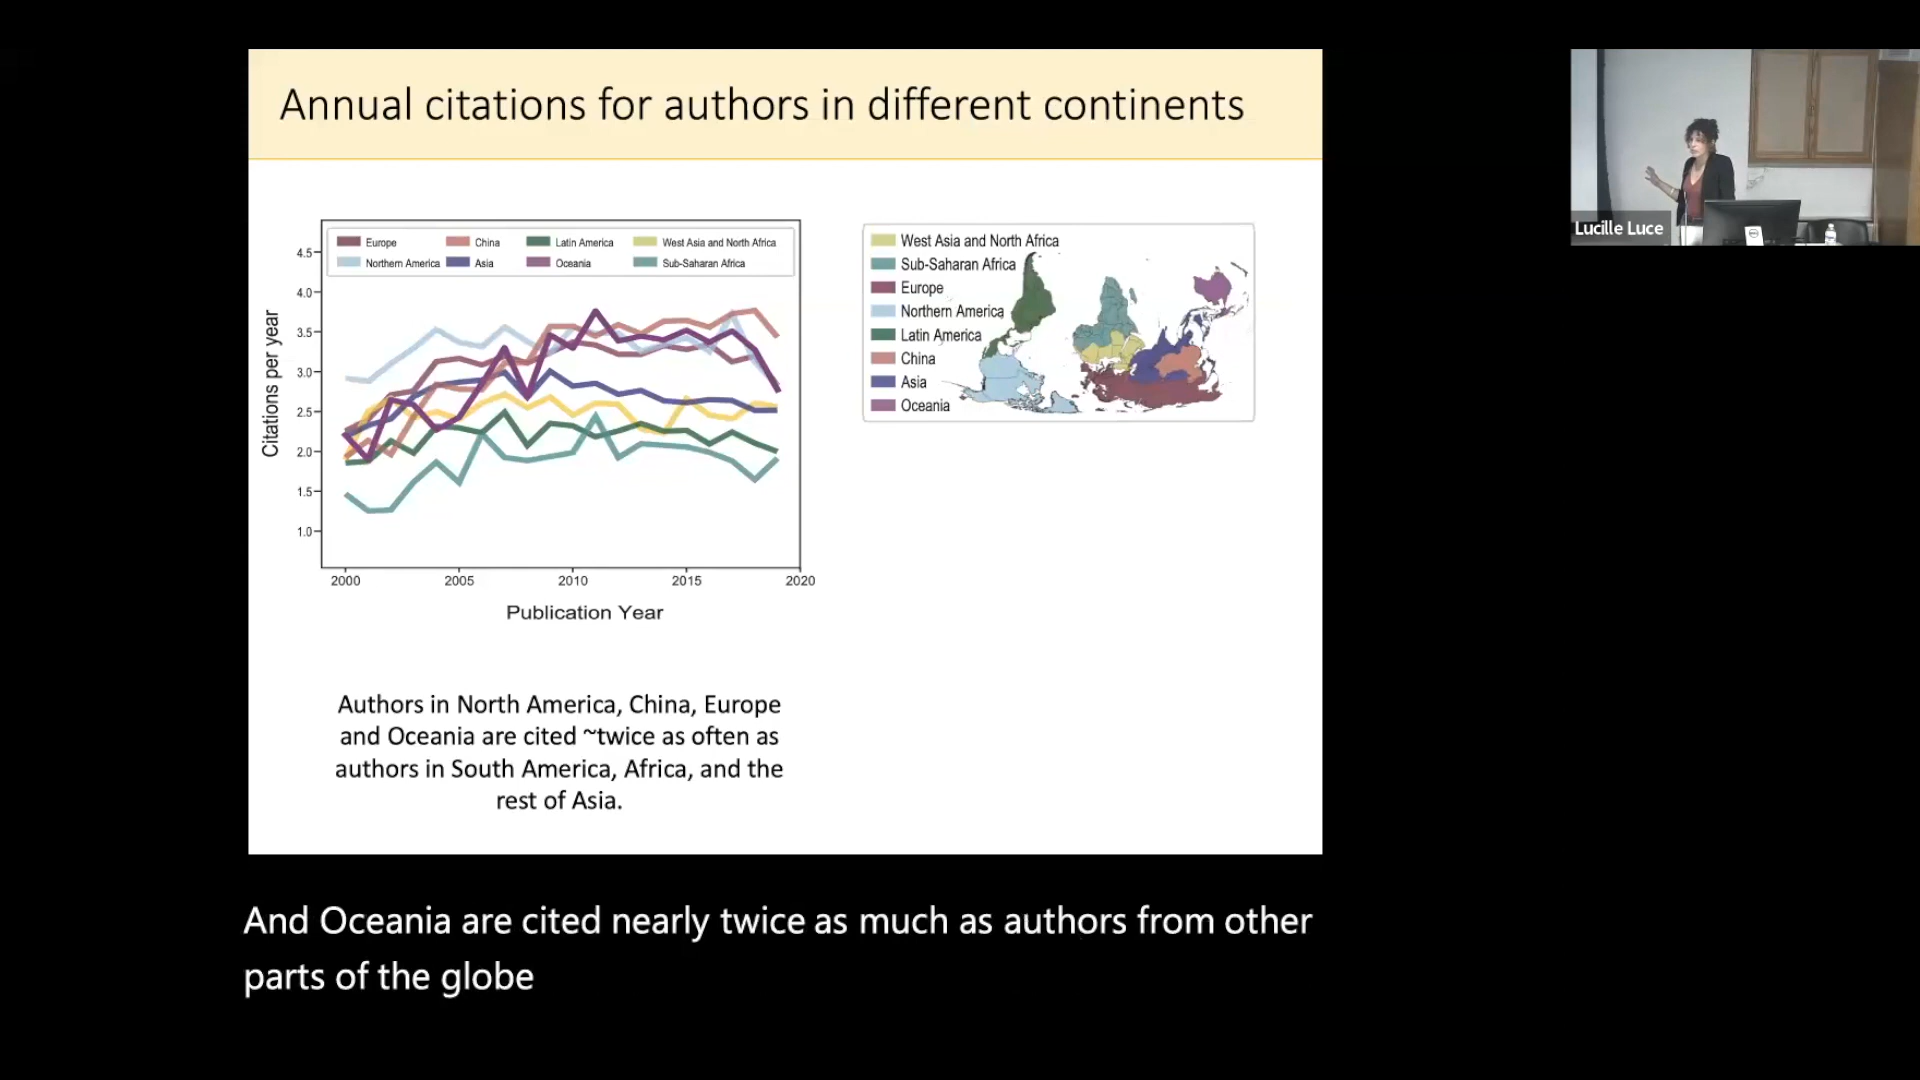 Annual citations for authors in different continents
Europe
China
Latin America
West Asia and North Africa
Northern America
Asia
Oceania
Sub-Saharan Africa
4.5
4.0
3.5
3.0
2.5
2.0
1.5
1.0
Citations per year
2000
2005
2010
2015
2020
Publication Year
West Asia and North Africa
Sub-Saharan Africa
Europe
Northern America
Latin America
China
Asia
Oceania
Authors in North America, China, Europe
and Oceania are cited ~twice as often as
authors in South America, Africa, and the
rest of Asia.
Lucille Luce
And Oceania are cited nearly twice as much as authors from other
parts of the globe